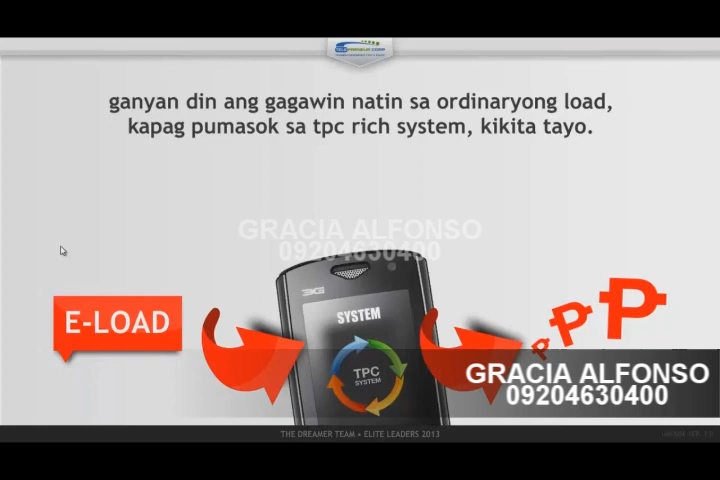 ganyan din ang gagawin natin sa ordinaryong load,
kapag pumasok sa tpc rich system, kikita tayo.
GRACIA ALFONSO
09204630400
3G
SYSTEM
E-LOAD
TPC
SYSTEM
GRACIA ALFONSO
09204630400
THE DREAMER TEAM • ELITE LEADERS 2013